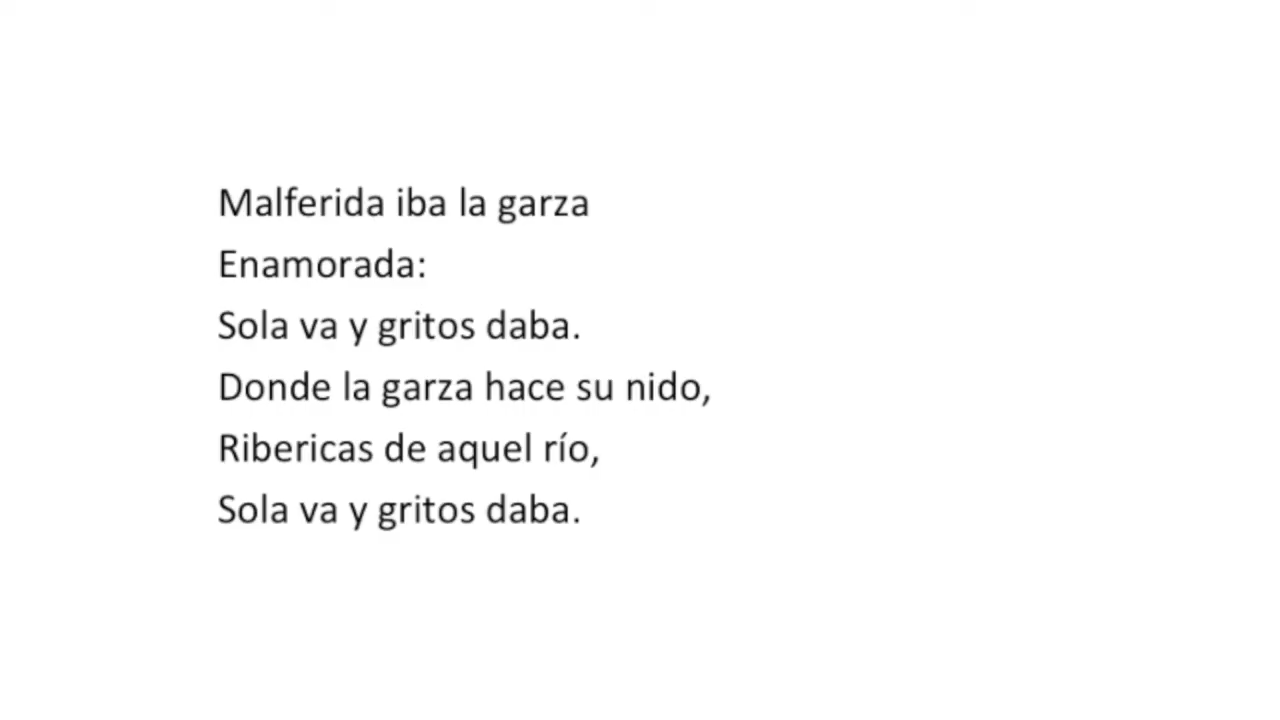 Malferida iba la garza
Enamorada:
Sola va y gritos daba.
Donde la garza hace su nido,
Ribericas de aquel río,
Sola va y gritos daba.